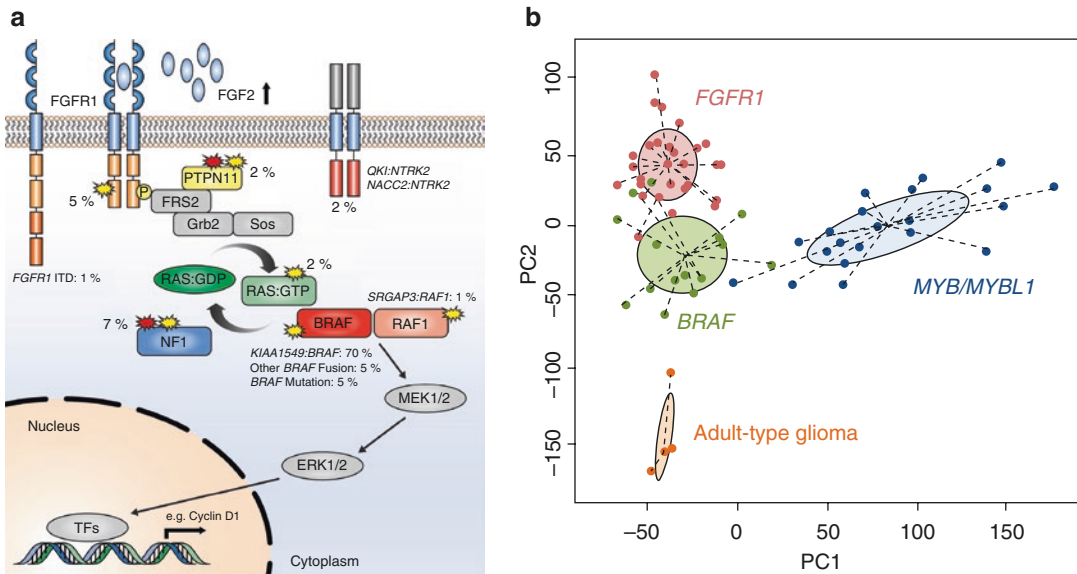 a
FGFR1
FGF2
PTPN11
2 %
QKI:NTRK2
NACC2:NTRK2
2 %
5 %
P
FRS2
Grb2
Sos
FGFR1 ITD: 1 %
RAS:GDP
2 %
RAS:GTP
SRGAP3:RAF1: 1 %
7 %
NF1
BRAF
RAF1
KIAA1549:BRAF: 70 %
Other BRAF Fusion: 5 %
BRAF Mutation: 5 %
MEK1/2
Nucleus
ERK1/2
TFs
e.g. Cyclin D1
Cytoplasm
b
PC2
100
50
0
−50
−100
−150
FGFR1
BRAF
MYB/MYBL1
Adult-type glioma
−50
0
50
100
150
PC1